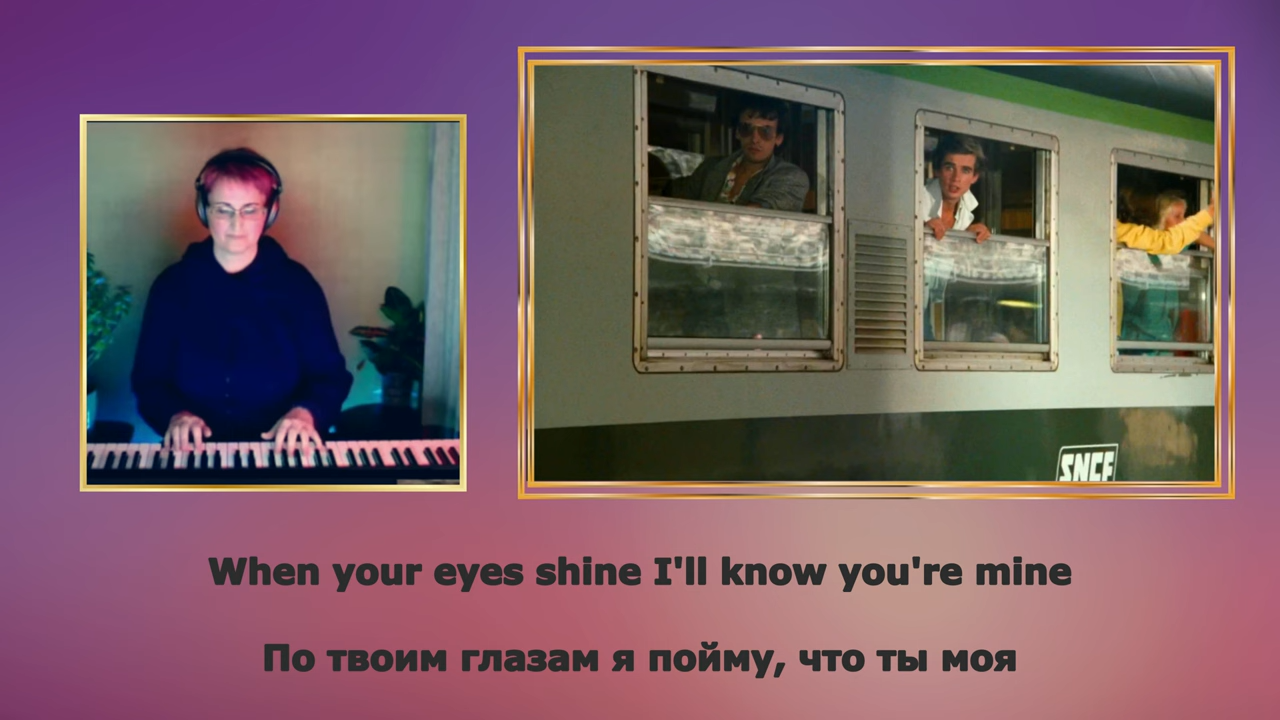 SNCF
When your eyes shine I'll know you're mine
По твоим глазам я пойму, что ты моя